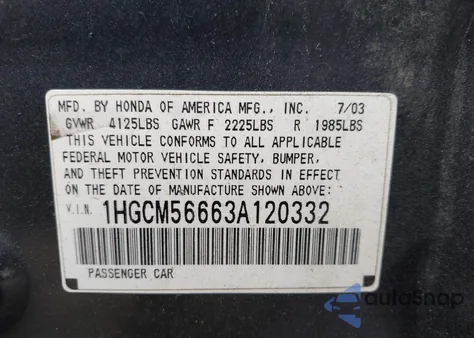 MFD. BY HONDA OF AMERICA MFG., INC. 7/03
GVWR 4125LBS GAWR F 2225LBS R 1985LBS
THIS VEHICLE CONFORMS TO ALL APPLICABLE
FEDERAL MOTOR VEHICLE SAFETY, BUMPER,
AND THEFT PREVENTION STANDARDS IN EFFECT
ON THE DATE OF MANUFACTURE SHOWN ABOVE:
V.I.N. 1HGCM56663A120332
PASSENGER CAR
autoSnap